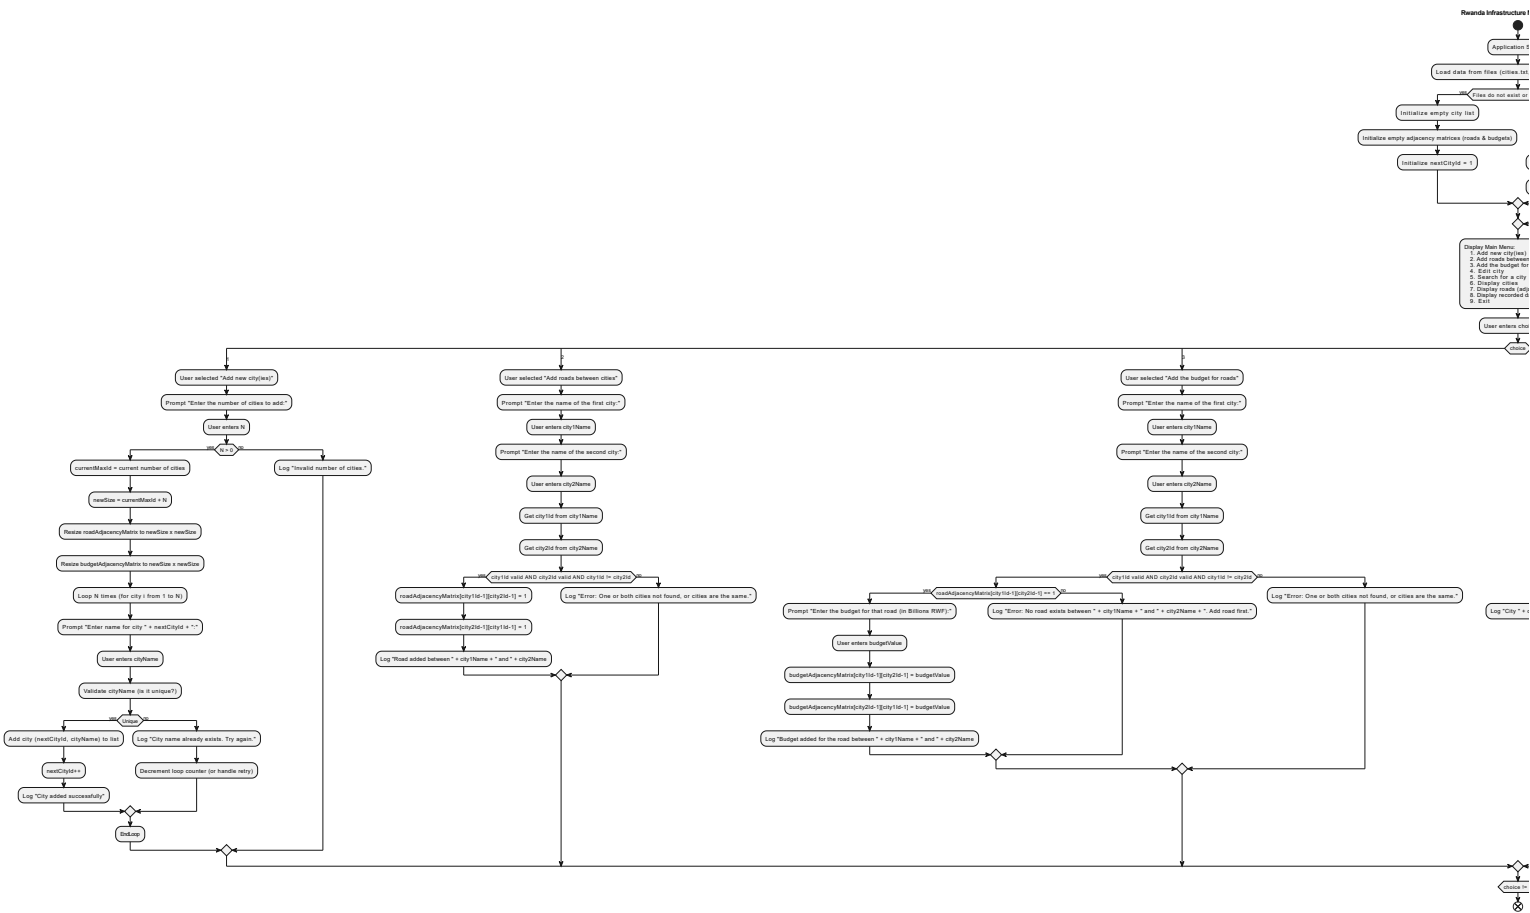 Rwanda Infrastructure
Application S
Load data from files (cities.txt,
yes
Files do not exist or
Initialize empty city list
Initialize empty adjacency matrices (roads & budgets)
Initialize nextCityId = 1
Display Main Menu:
1. Add new city(ies)
2. Add roads between
3. Add the budget for
4. Edit city
5. Search for a city
6. Display cities
7. Display roads (adj
8. Display recorded d
9. Exit
User enters choi
choice
1
User selected "Add new city(ies)"
Prompt "Enter the number of cities to add:"
User enters N
yes
N > 0
no
currentMaxId = current number of cities
Log "Invalid number of cities."
newSize = currentMaxId + N
Resize roadAdjacencyMatrix to newSize x newSize
Resize budgetAdjacencyMatrix to newSize x newSize
Loop N times (for city i from 1 to N)
Prompt "Enter name for city " + nextCityId + ":"
User enters cityName
Validate cityName (is it unique?)
yes
Unique
no
Add city (nextCityId, cityName) to list
Log "City name already exists. Try again."
nextCityId++
Decrement loop counter (or handle retry)
Log "City added successfully"
EndLoop
2
User selected "Add roads between cities"
Prompt "Enter the name of the first city:"
User enters city1Name
Prompt "Enter the name of the second city:"
User enters city2Name
Get city1Id from city1Name
Get city2Id from city2Name
yes
city1Id valid AND city2Id valid AND city1Id != city2Id
no
roadAdjacencyMatrix[city1Id-1][city2Id-1] = 1
Log "Error: One or both cities not found, or cities are the same."
roadAdjacencyMatrix[city2Id-1][city1Id-1] = 1
Log "Road added between " + city1Name + " and " + city2Name
3
User selected "Add the budget for roads"
Prompt "Enter the name of the first city:"
User enters city1Name
Prompt "Enter the name of the second city:"
User enters city2Name
Get city1Id from city1Name
Get city2Id from city2Name
yes
city1Id valid AND city2Id valid AND city1Id != city2Id
no
yes
roadAdjacencyMatrix[city1Id-1][city2Id-1] == 1
no
Log "Error: One or both cities not found, or cities are the same."
Prompt "Enter the budget for that road (in Billions RWF):"
Log "Error: No road exists between " + city1Name + " and " + city2Name + ". Add road first."
User enters budgetValue
budgetAdjacencyMatrix[city1Id-1][city2Id-1] = budgetValue
budgetAdjacencyMatrix[city2Id-1][city1Id-1] = budgetValue
Log "Budget added for the road between " + city1Name + " and " + city2Name
Log "City " + c
choice !=